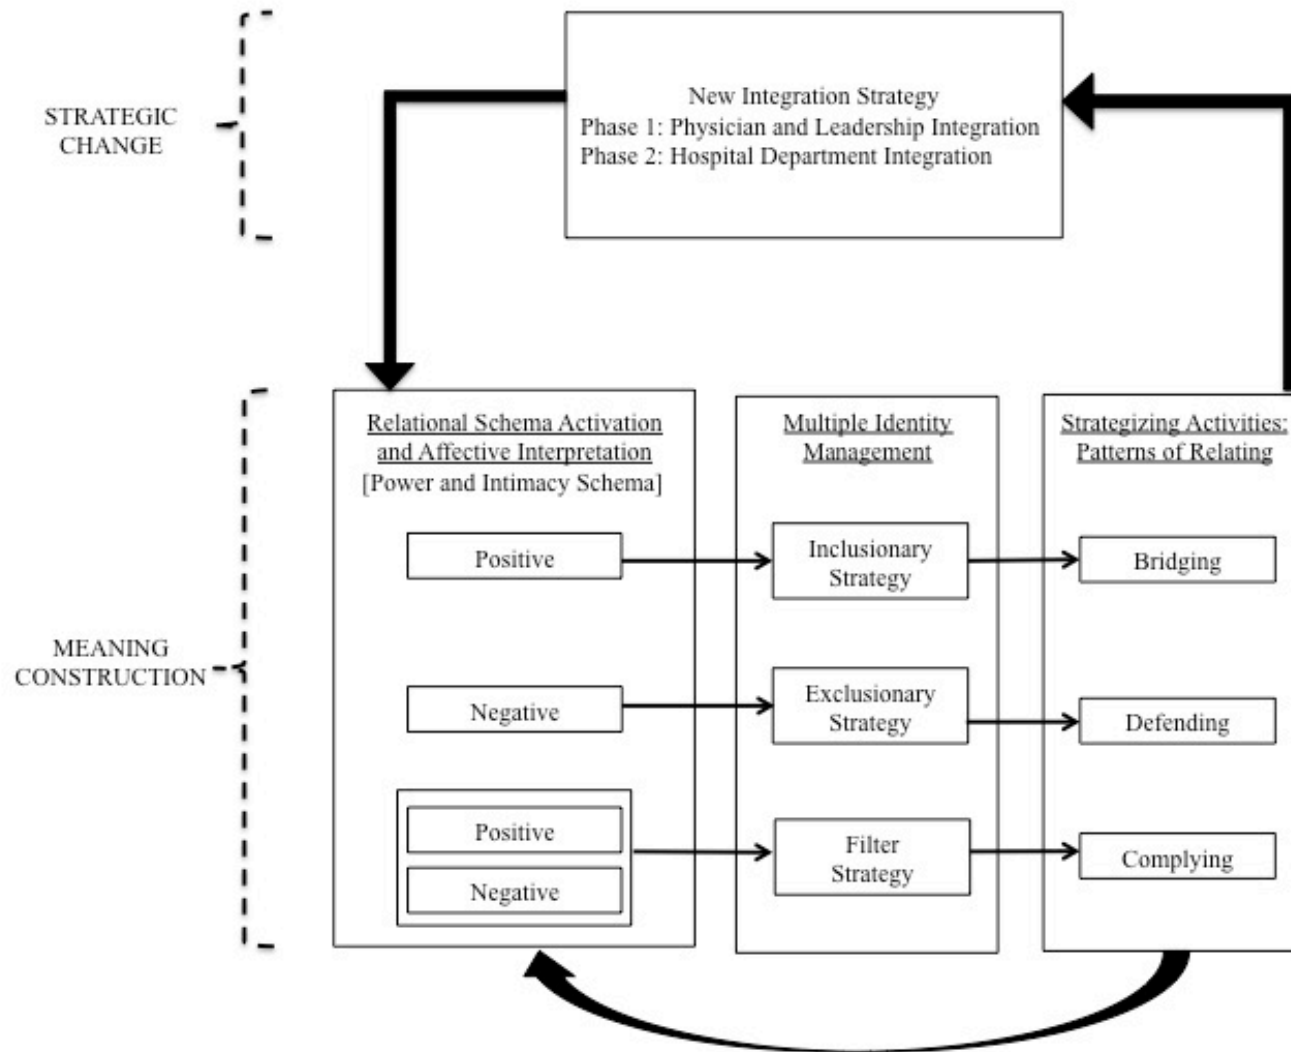 STRATEGIC
CHANGE
New Integration Strategy
Phase 1: Physician and Leadership Integration
Phase 2: Hospital Department Integration
MEANING
CONSTRUCTION
Relational Schema Activation
and Affective Interpretation
[Power and Intimacy Schema]
Positive
Negative
Positive
Negative
Multiple Identity
Management
Inclusionary
Strategy
Exclusionary
Strategy
Filter
Strategy
Strategizing Activities:
Patterns of Relating
Bridging
Defending
Complying